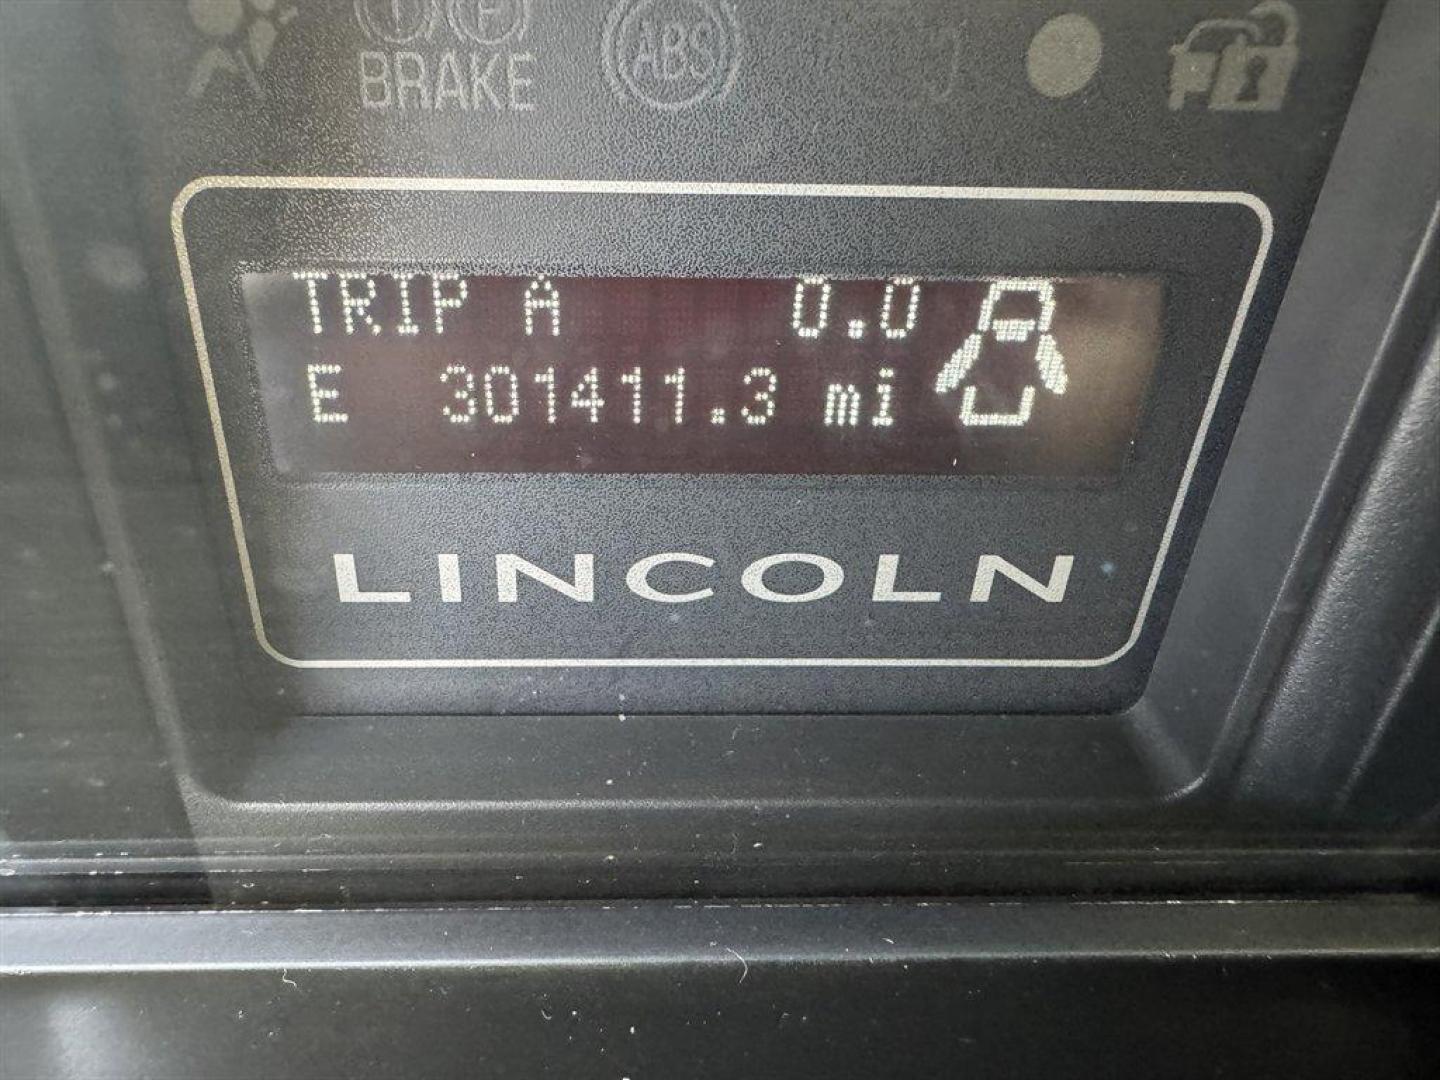 BRAKE ABS
TRIP A 0.0
E 301411.3 mi
LINCOLN